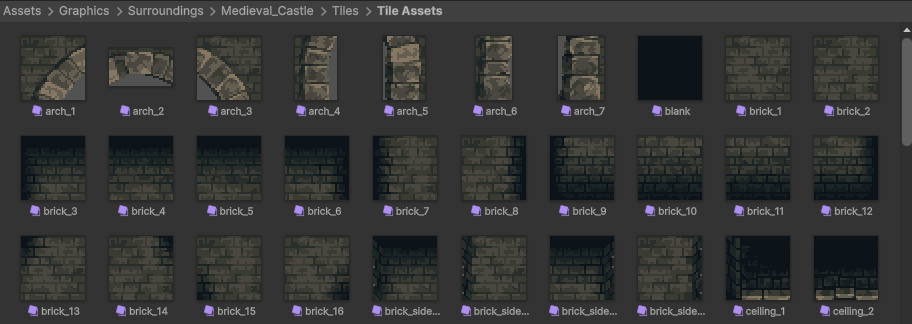 Assets > Graphics > Surroundings > Medieval_Castle > Tiles > Tile Assets
arch_1 arch_2 arch_3 arch_4 arch_5 arch_6 arch_7 blank brick_1 brick_2
brick_3 brick_4 brick_5 brick_6 brick_7 brick_8 brick_9 brick_10 brick_11 brick_12
brick_13 brick_14 brick_15 brick_16 brick_side... brick_side... brick_side... brick_side... ceiling_1 ceiling_2